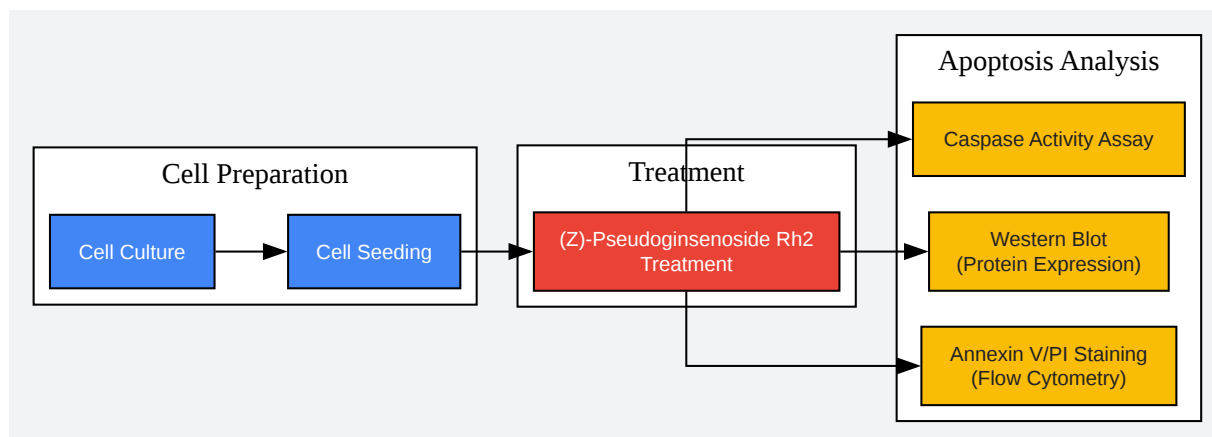 Cell Preparation
Cell Culture
Cell Seeding
Treatment
(Z)-Pseudoginsenoside Rh2
Treatment
Apoptosis Analysis
Caspase Activity Assay
Western Blot
(Protein Expression)
Annexin V/PI Staining
(Flow Cytometry)